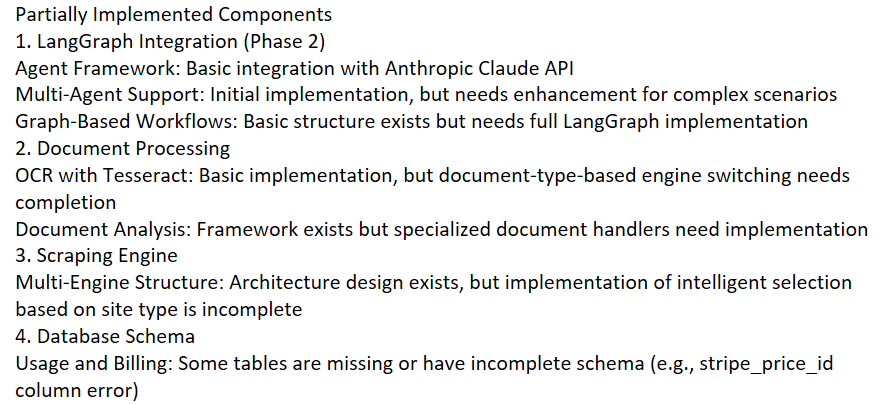 Partially Implemented Components
1. LangGraph Integration (Phase 2)
Agent Framework: Basic integration with Anthropic Claude API
Multi-Agent Support: Initial implementation, but needs enhancement for complex scenarios
Graph-Based Workflows: Basic structure exists but needs full LangGraph implementation
2. Document Processing
OCR with Tesseract: Basic implementation, but document-type-based engine switching needs
completion
Document Analysis: Framework exists but specialized document handlers need implementation
3. Scraping Engine
Multi-Engine Structure: Architecture design exists, but implementation of intelligent selection
based on site type is incomplete
4. Database Schema
Usage and Billing: Some tables are missing or have incomplete schema (e.g., stripe_price_id
column error)